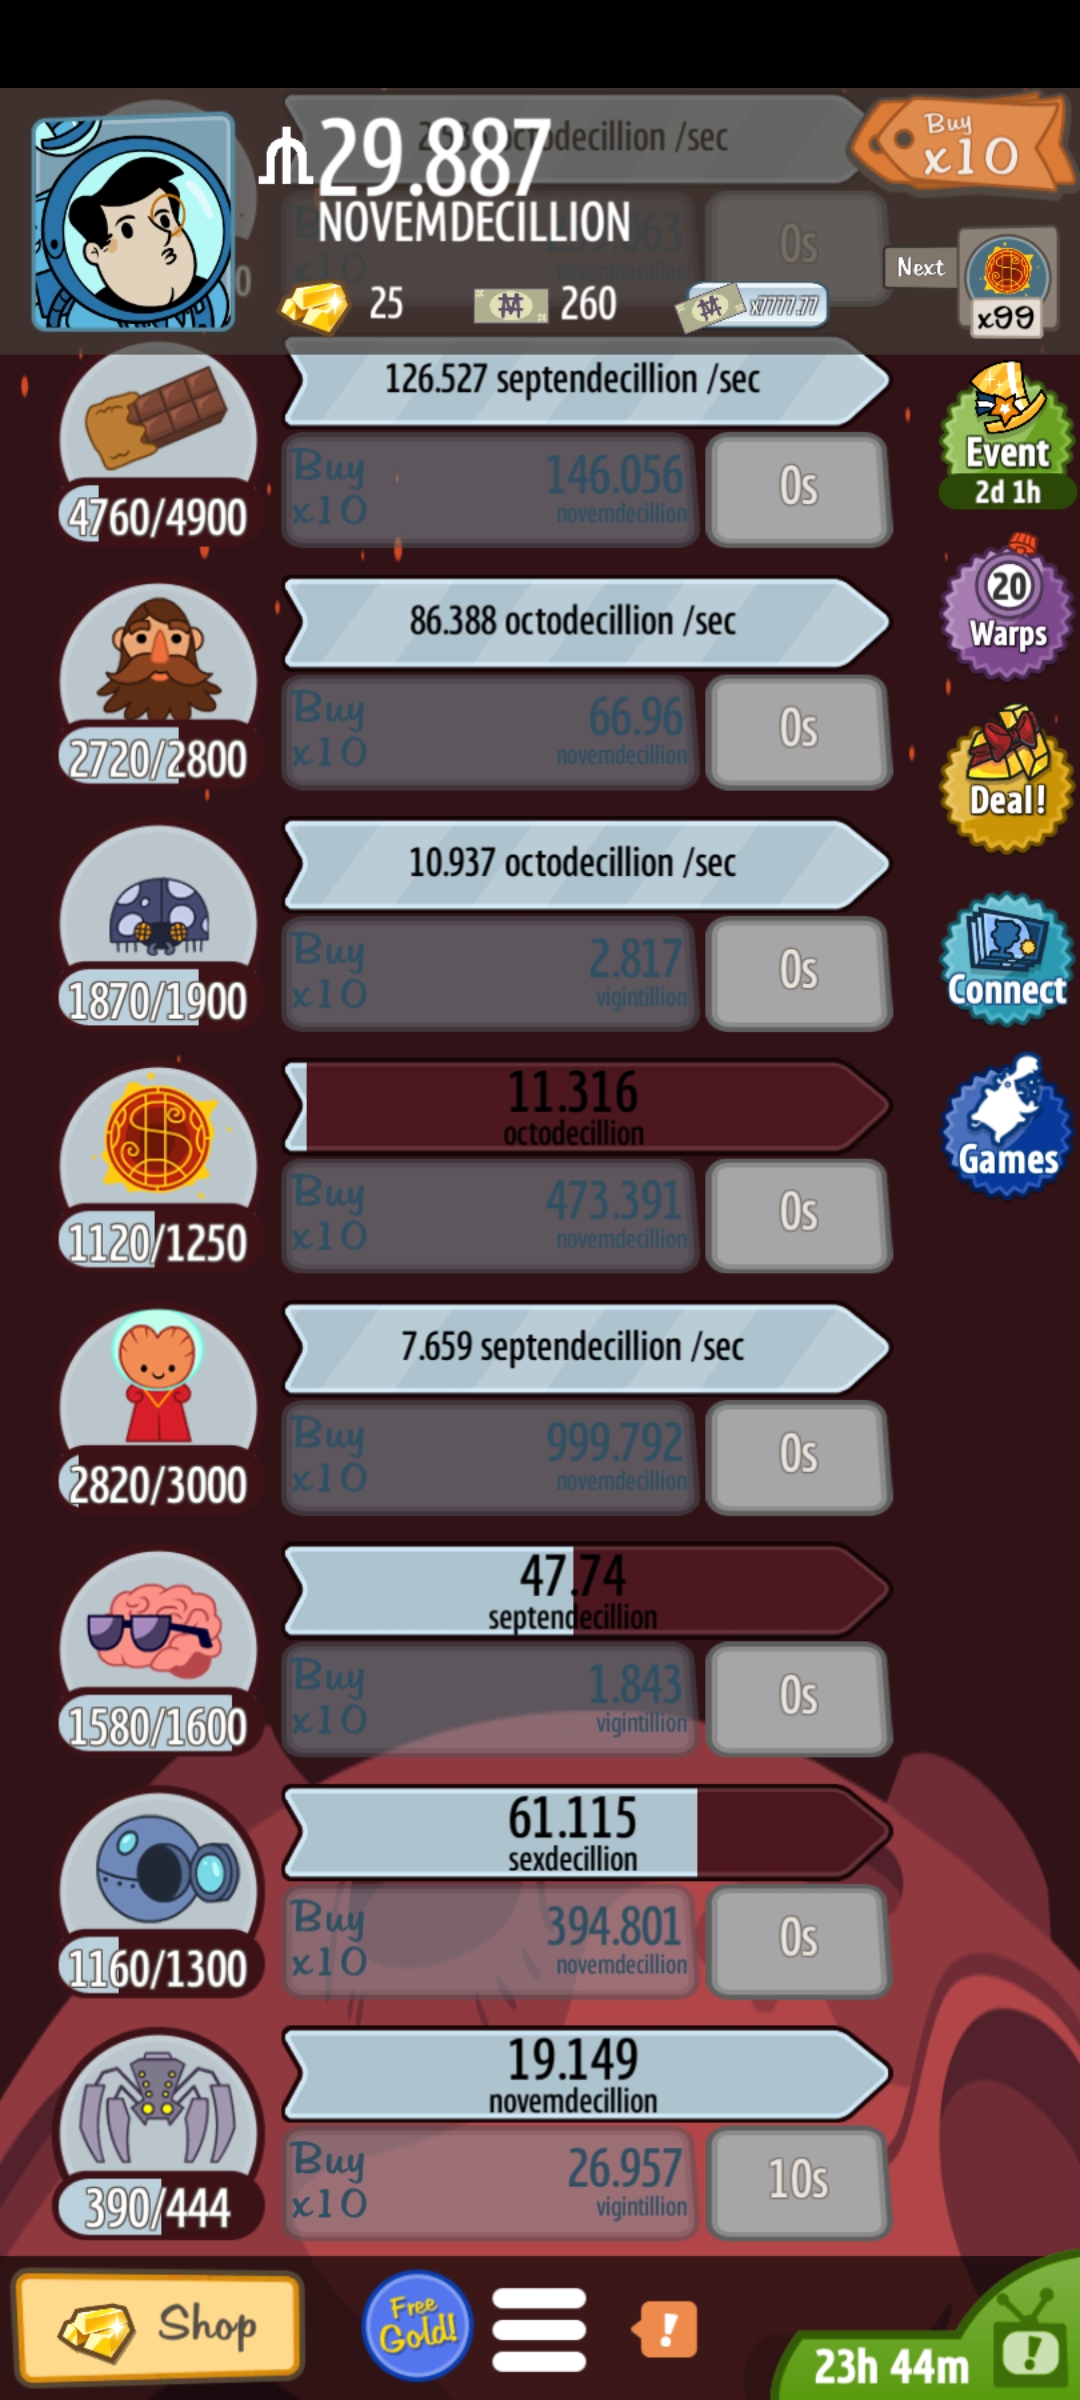 29.887
NOVEMDECILLION
octodecillion /sec
Buy
x10
25
260
x7777.77
0s
Next
x99
126.527 septendecillion /sec
Buy
x10
146.056
novemdecillion
0s
4760/4900
Event
2d 1h
86.388 octodecillion /sec
Buy
x10
66.96
novemdecillion
0s
2720/2800
20
Warps
Deal!
10.937 octodecillion /sec
Buy
x10
2.817
vigintillion
0s
1870/1900
Connect
11.316
octodecillion
Buy
x10
473.391
novemdecillion
0s
1120/1250
Games
7.659 septendecillion /sec
Buy
x10
999.792
novemdecillion
0s
2820/3000
47.74
septendecillion
Buy
x10
1.843
vigintillion
0s
1580/1600
61.115
sexdecillion
Buy
x10
394.801
novemdecillion
0s
1160/1300
19.149
novemdecillion
Buy
x10
26.957
vigintillion
10s
390/444
Shop
Free
Gold!
!
23h 44m
!